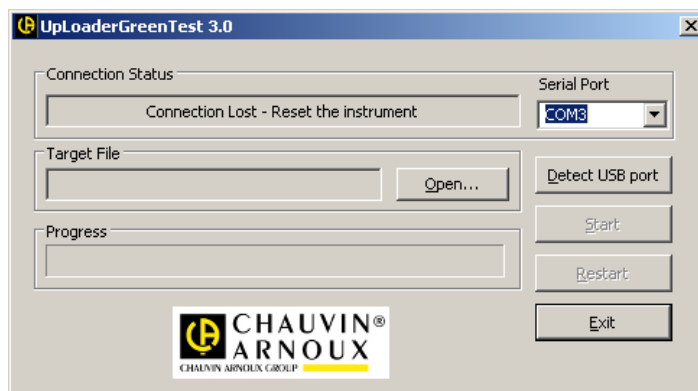 UpLoaderGreenTest 3.0
Connection Status
Connection Lost - Reset the instrument
Serial Port
COM3
Target File
Open...
Detect USB port
Start
Progress
Restart
Exit
CHAUVIN®
ARNOUX
CHAUVIN ARNOUX GROUP